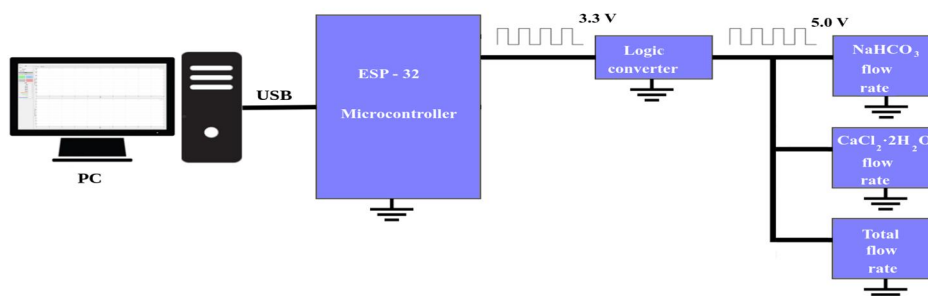 PC
USB
ESP - 32
Microcontroller
3.3 V
Logic
converter
5.0 V
NaHCO₃
flow
rate
CaCl₂·2H₂O
flow
rate
Total
flow
rate